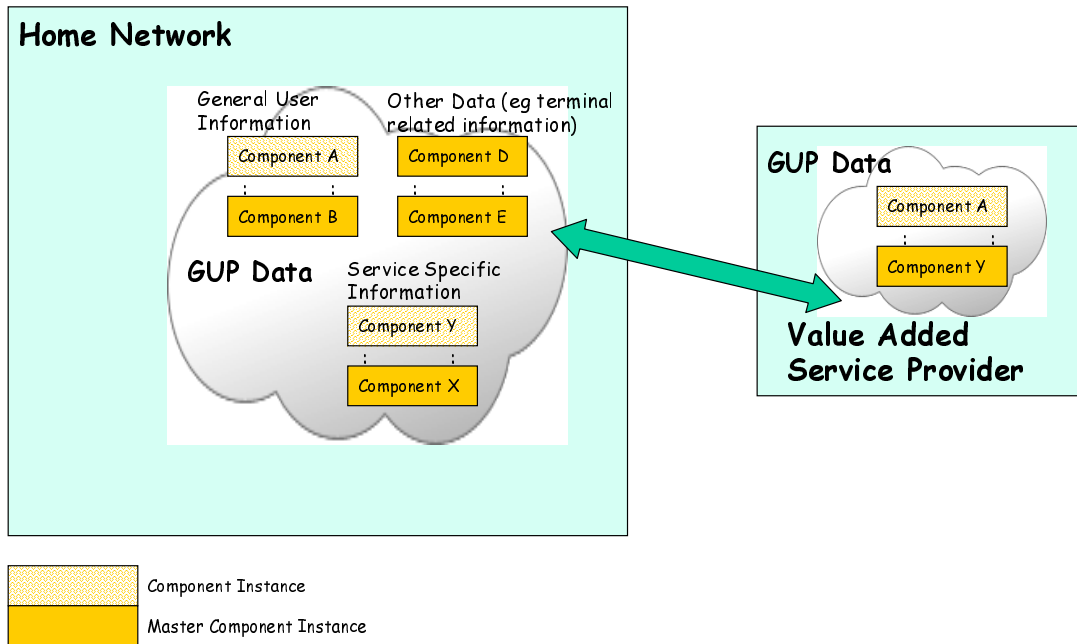 Home Network
General User
Information
Component A
Component B
Other Data (eg terminal
related information)
Component D
Component E
GUP Data
Service Specific
Information
Component Y
Component X
GUP Data
Component A
Component Y
Value Added
Service Provider
Component Instance
Master Component Instance